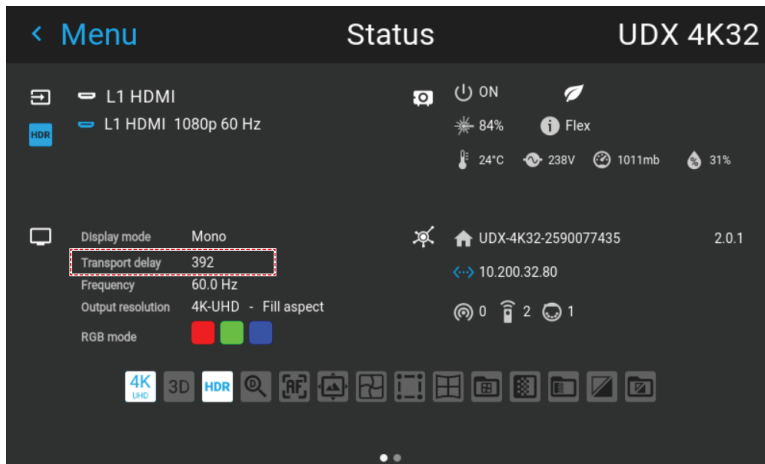 Menu
Status
UDX 4K32
L1 HDMI
HDR
L1 HDMI 1080p 60 Hz
ON
84%
Flex
24°C
238V
1011mb
31%
Display mode Mono
Transport delay 392
Frequency 60.0 Hz
Output resolution 4K-UHD - Fill aspect
RGB mode
UDX-4K32-2590077435
2.0.1
10.200.32.80
0
2
1
4K
UHD
3D
HDR
D
AF